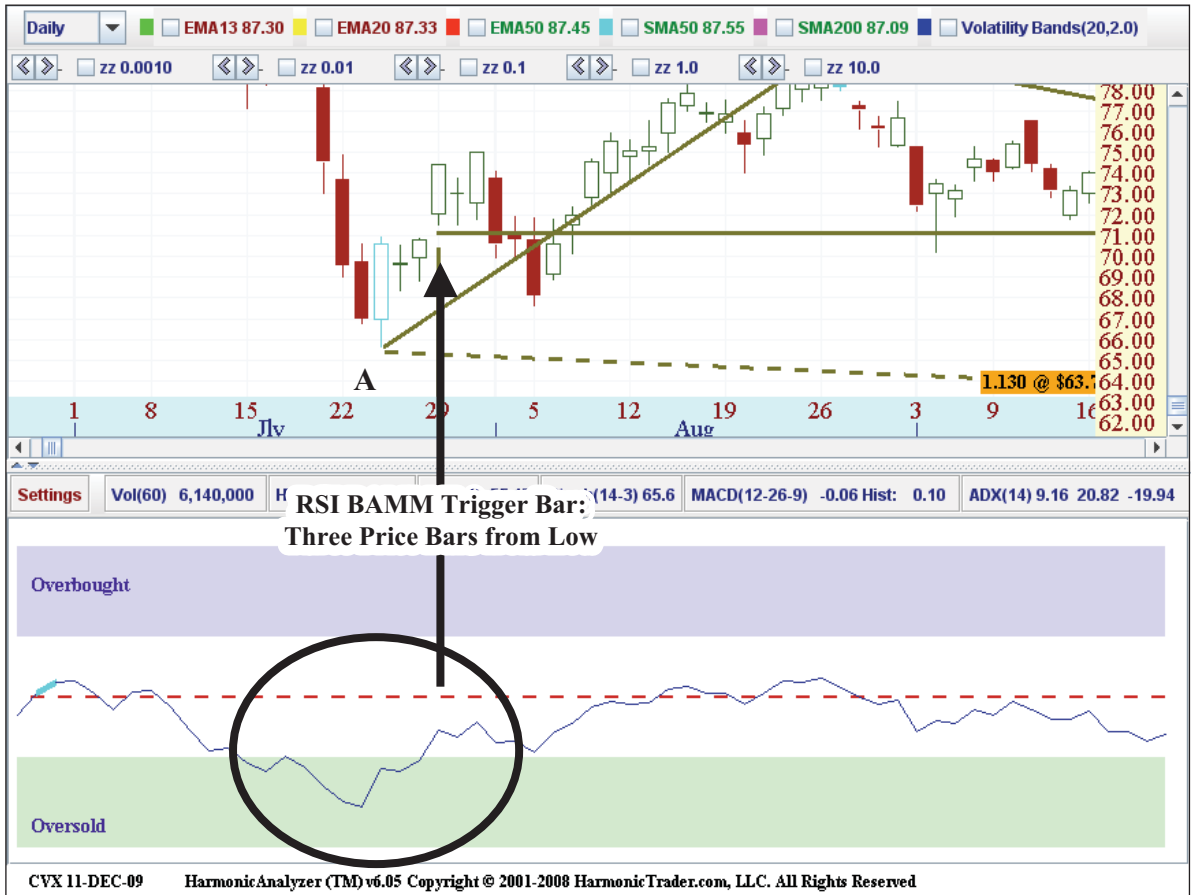 Daily EMA13 87.30 EMA20 87.33 EMA50 87.45 SMA50 87.55 SMA200 87.09 Volatility Bands(20,2.0)
zz 0.0010 zz 0.01 zz 0.1 zz 1.0 zz 10.0
78.00
77.00
76.00
75.00
74.00
73.00
72.00
71.00
70.00
69.00
68.00
67.00
66.00
65.00
A
1.130 @ $63. 64.00
63.00
62.00
1 8 15 22 29 5 12 19 26 3 9 16
Jly Aug
Settings Vol(60) 6,140,000 (14-3) 65.6 MACD(12-26-9) -0.06 Hist: 0.10 ADX(14) 9.16 20.82 -19.94
RSI BAMM Trigger Bar:
Three Price Bars from Low
Overbought
Oversold
CVX 11-DEC-09 HarmonicAnalyzer (TM) v6.05 Copyright © 2001-2008 HarmonicTrader.com, LLC. All Rights Reserved